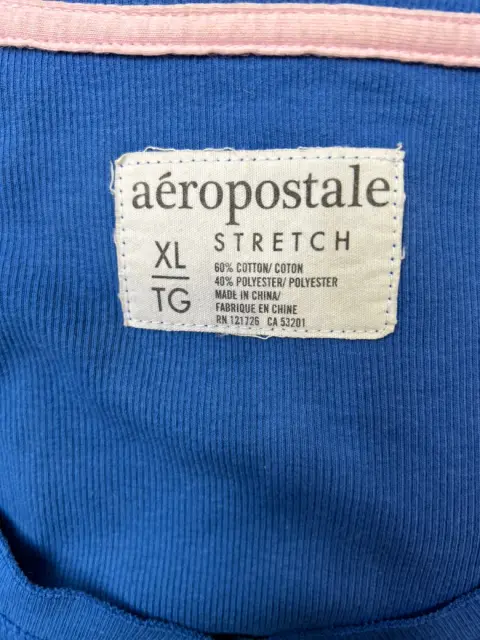 aéropostale
STRETCH
XL
TG
60% COTTON/ COTON
40% POLYESTER/ POLYESTER
MADE IN CHINA/
FABRIQUE EN CHINE
RN 121726 CA 53201